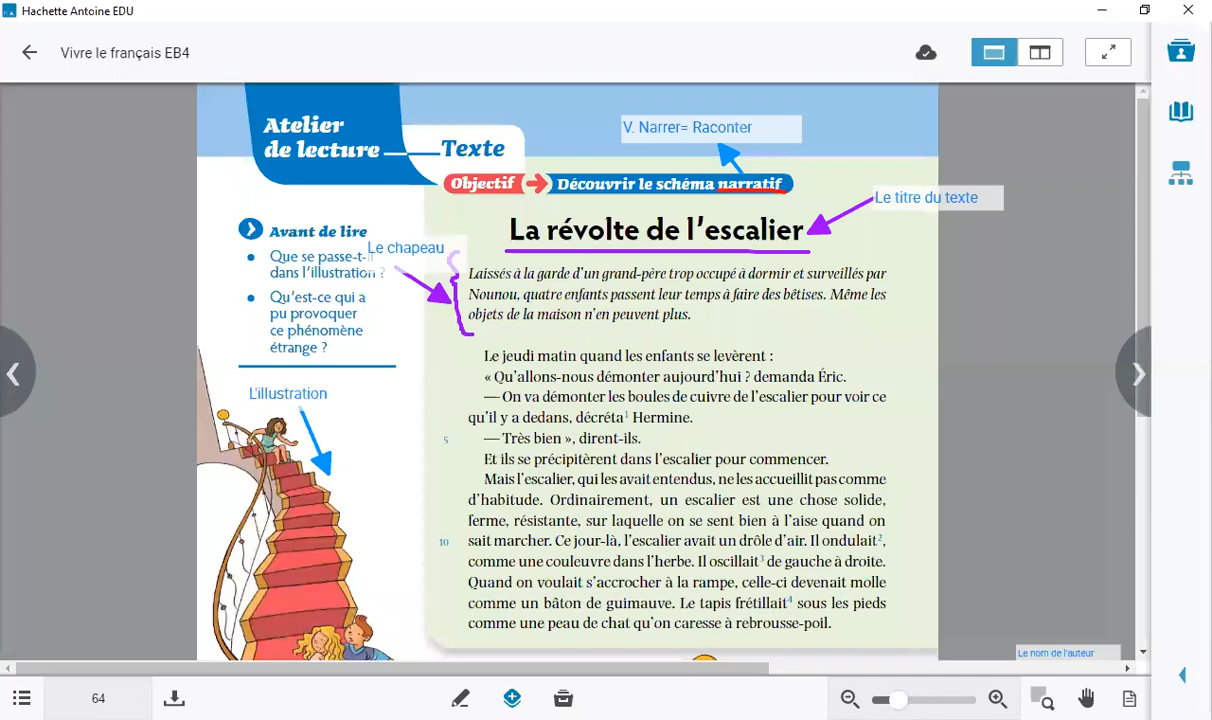 Hachette Antoine EDU
Vivre le français EB4
Atelier
de lecture
Texte
V. Narrer= Raconter
Objectif
Découvrir le schéma narratif
Le titre du texte
La révolte de l'escalier
Avant de lire
Que se passe-t-il
dans l'illustration ?
Qu'est-ce qui a
pu provoquer
ce phénomène
étrange ?
Le chapeau
L'illustration
Laissés à la garde d'un grand-père trop occupé à dormir et surveillés par
Nounou, quatre enfants passent leur temps à faire des bêtises. Même les
objets de la maison n'en peuvent plus.
Le jeudi matin quand les enfants se levèrent :
« Qu'allons-nous démonter aujourd'hui ? demanda Éric.
— On va démonter les boules de cuivre de l'escalier pour voir ce
qu'il y a dedans, décréta¹ Hermine.
5 — Très bien », dirent-ils.
Et ils se précipitèrent dans l'escalier pour commencer.
Mais l'escalier, qui les avait entendus, ne les accueillit pas comme
d'habitude. Ordinairement, un escalier est une chose solide,
ferme, résistante, sur laquelle on se sent bien à l'aise quand on
10 sait marcher. Ce jour-là, l'escalier avait un drôle d'air. Il ondulait²,
comme une couleuvre dans l'herbe. Il oscillait³ de gauche à droite.
Quand on voulait s'accrocher à la rampe, celle-ci devenait molle
comme un bâton de guimauve. Le tapis frétillait⁴ sous les pieds
comme une peau de chat qu'on caresse à rebrousse-poil.
Le nom de l'auteur
64